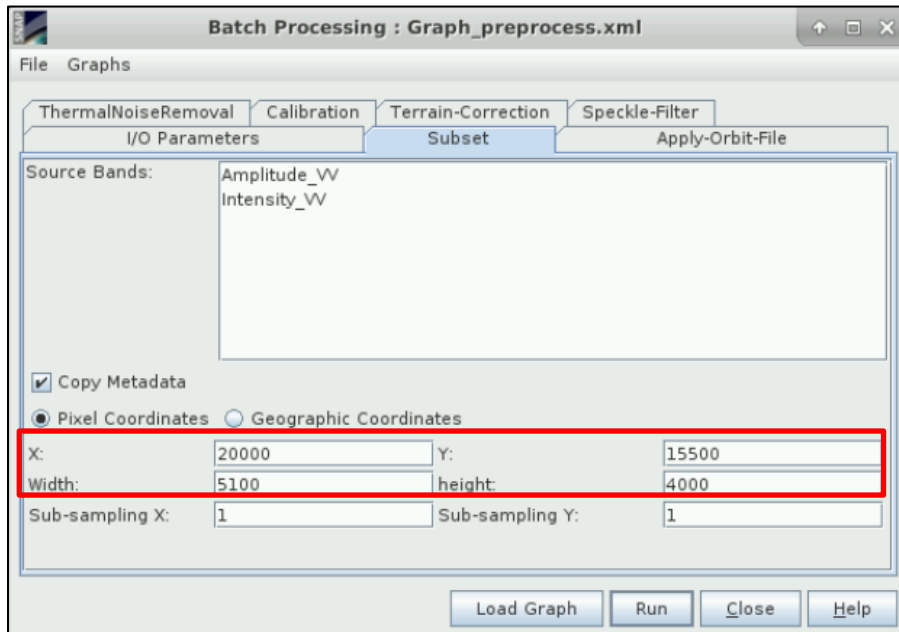 SNAP
Batch Processing : Graph_preprocess.xml
File Graphs
ThermalNoiseRemoval Calibration Terrain-Correction Speckle-Filter
I/O Parameters Subset Apply-Orbit-File
Source Bands:
Amplitude_VV
Intensity_VV
Copy Metadata
Pixel Coordinates Geographic Coordinates
X: 20000 Y: 15500
Width: 5100 height: 4000
Sub-sampling X: 1 Sub-sampling Y: 1
Load Graph Run Close Help